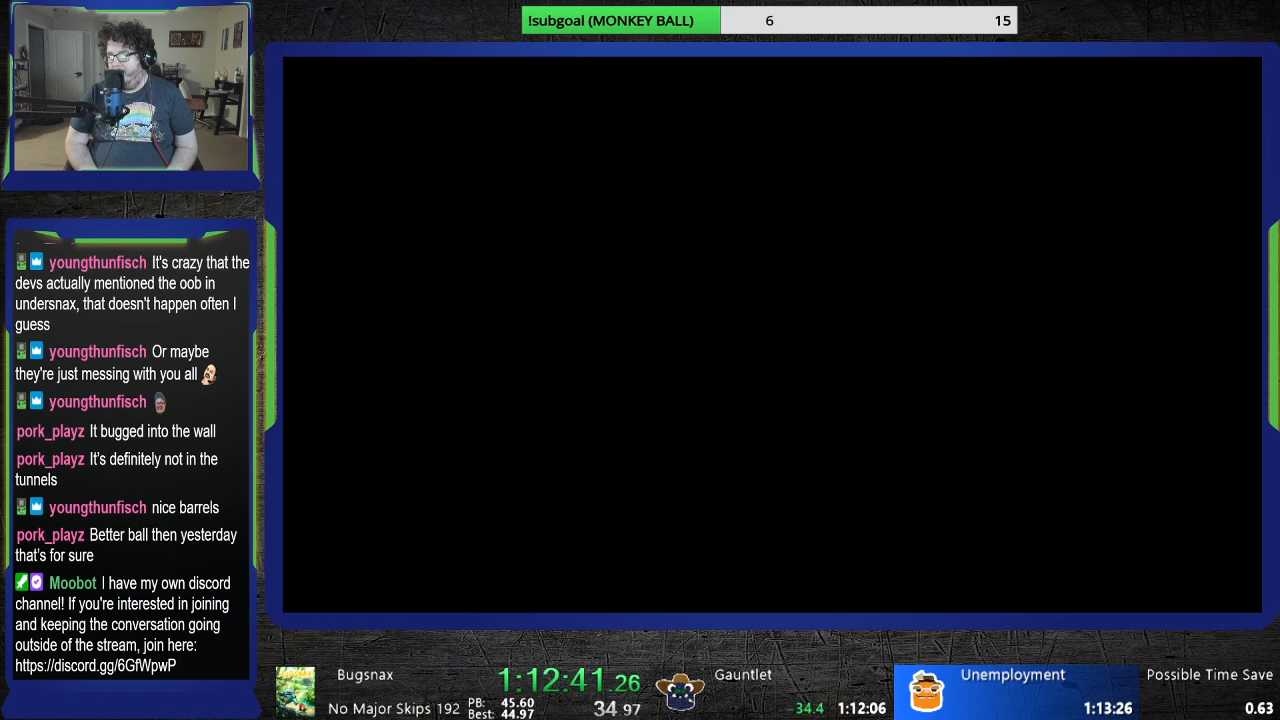 !subgoal (MONKEY BALL) 6 15
youngthunfisch It's crazy that the
devs actually mentioned the oob in
undersnax, that doesn't happen often I
guess
youngthunfisch Or maybe
they're just messing with you all
youngthunfisch
pork_playz It bugged into the wall
pork_playz It's definitely not in the
tunnels
youngthunfisch nice barrels
pork_playz Better ball then yesterday
that's for sure
Moobot I have my own discord
channel! If you're interested in joining
and keeping the conversation going
outside of the stream, join here:
https://discord.gg/6GfWpwP
Bugsnax
No Major Skips 192
1:12:41.26
PB: 45.60
Best: 44.97
34.97
Gauntlet
-34.4 1:12:06
Unemployment
1:13:26
Possible Time Save
0.63